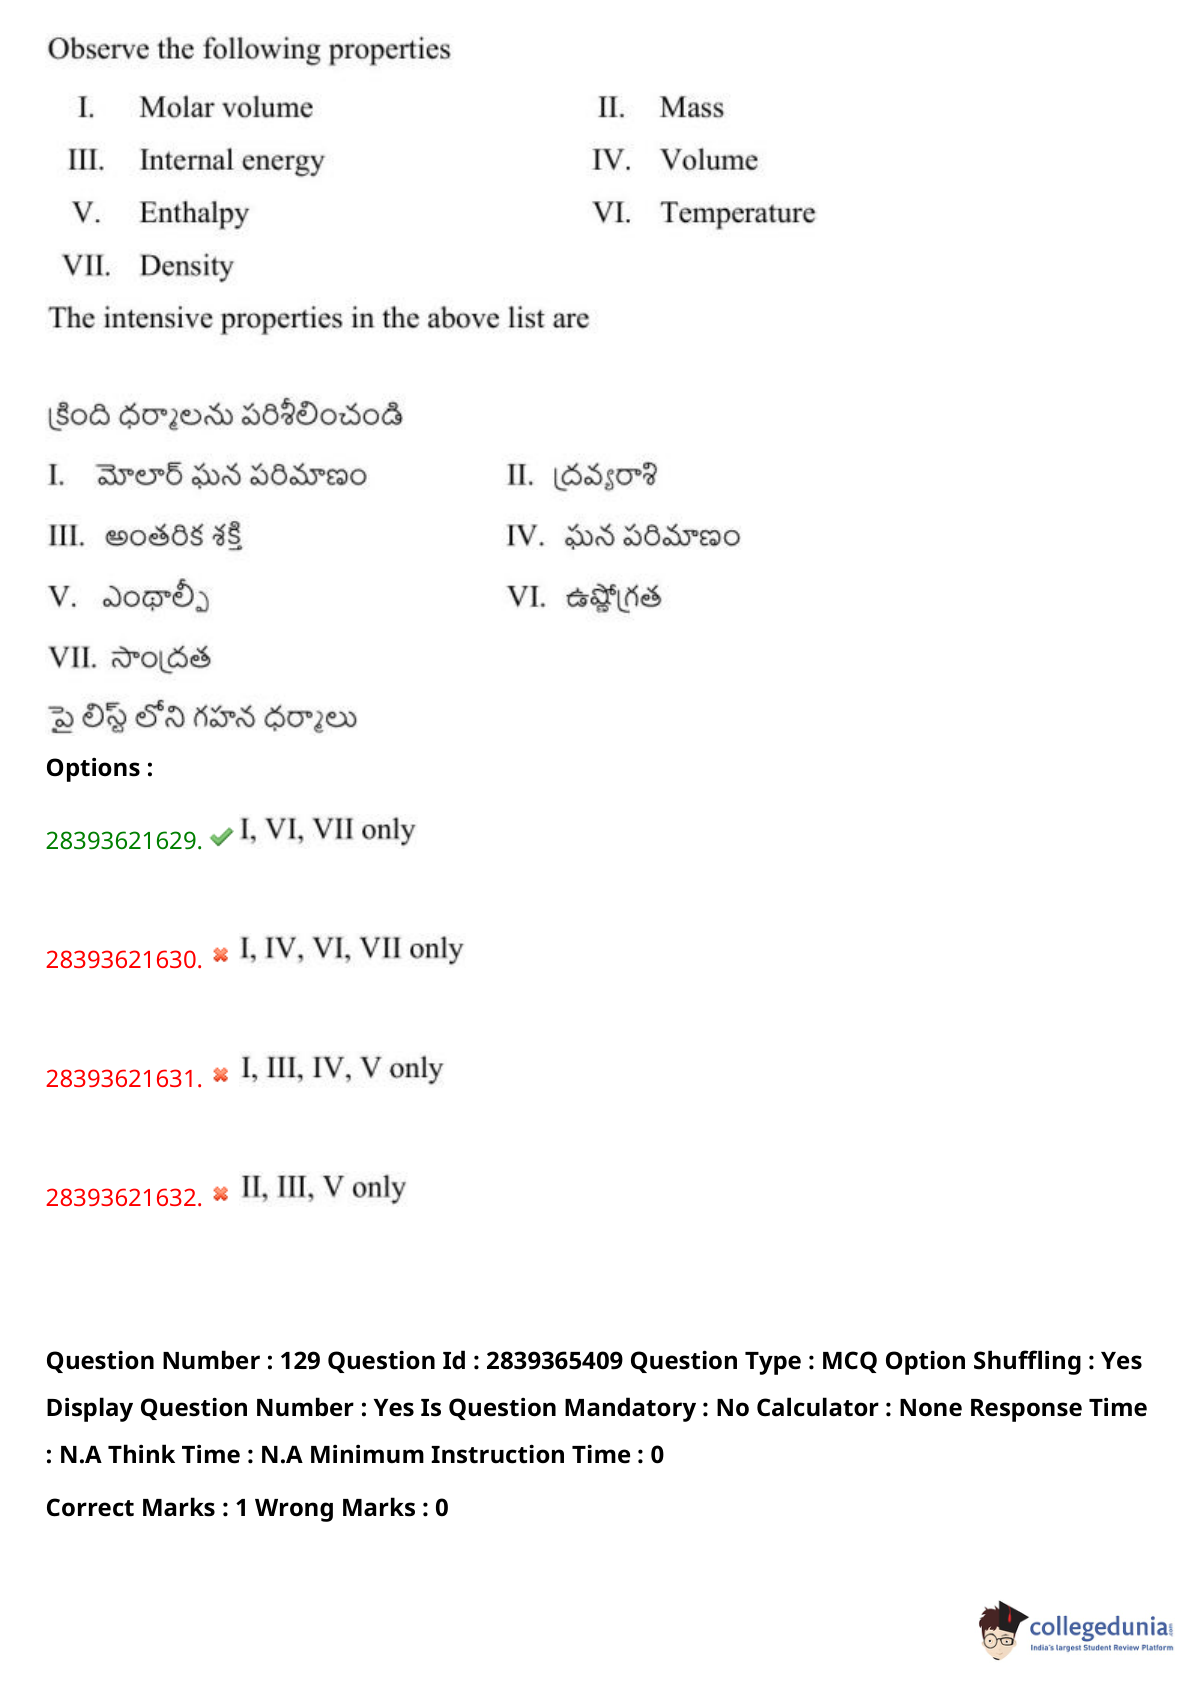 Observe the following properties
I. Molar volume II. Mass
III. Internal energy IV. Volume
V. Enthalpy VI. Temperature
VII. Density
The intensive properties in the above list are
క్రింది ధర్మాలను పరిశీలించండి
I. మోలార్ ఘన పరిమాణం II. ద్రవ్యరాశి
III. అంతరిక శక్తి IV. ఘన పరిమాణం
V. ఎంథాల్పీ VI. ఉష్ణోగ్రత
VII. సాంద్రత
పై లిస్ట్ లోని గహన ధర్మాలు
Options :
28393621629. I, VI, VII only
28393621630. I, IV, VI, VII only
28393621631. I, III, IV, V only
28393621632. II, III, V only
Question Number : 129 Question Id : 2839365409 Question Type : MCQ Option Shuffling : Yes
Display Question Number : Yes Is Question Mandatory : No Calculator : None Response Time
: N.A Think Time : N.A Minimum Instruction Time : 0
Correct Marks : 1 Wrong Marks : 0
collegedunia.com
India's largest Student Review Platform